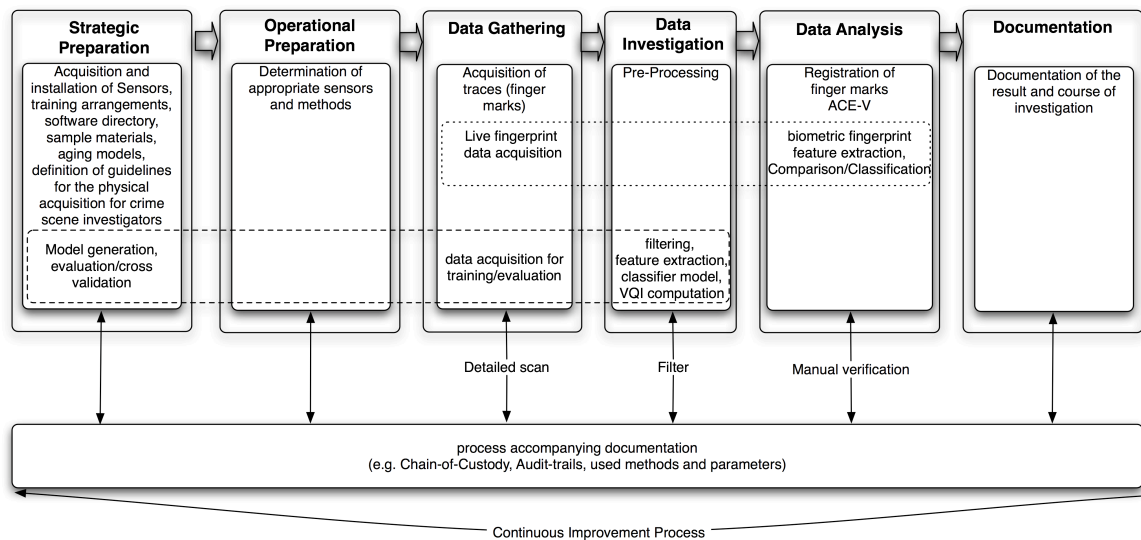 Strategic
Preparation
Acquisition and
installation of Sensors,
training arrangements,
software directory,
sample materials,
aging models,
definition of guidelines
for the physical
acquisition for crime
scene investigators
Model generation,
evaluation/cross
validation
Operational
Preparation
Determination of
appropriate sensors
and methods
Data Gathering
Acquisition of
traces (finger
marks)
Live fingerprint
data acquisition
data acquisition for
training/evaluation
Detailed scan
Data
Investigation
Pre-Processing
filtering,
feature extraction,
classifier model,
VQI computation
Filter
Data Analysis
Registration of
finger marks
ACE-V
biometric fingerprint
feature extraction,
Comparison/Classification
Manual verification
Documentation
Documentation of the
result and course of
investigation
process accompanying documentation
(e.g. Chain-of-Custody, Audit-trails, used methods and parameters)
Continuous Improvement Process